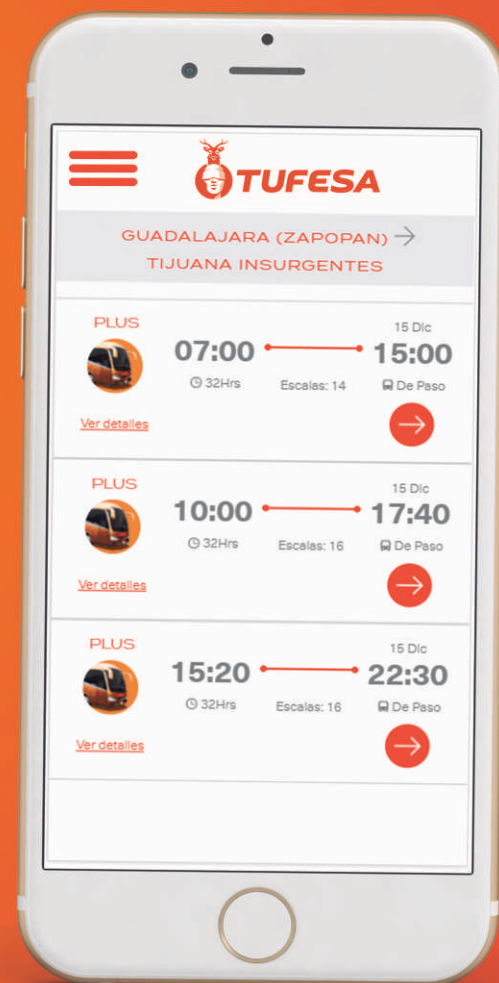 TUFESA
GUADALAJARA (ZAPOPAN) →
TIJUANA INSURGENTES
PLUS
15 Dic
07:00
15:00
32Hrs
Escalas: 14
De Paso
Ver detalles
PLUS
15 Dic
10:00
17:40
32Hrs
Escalas: 16
De Paso
Ver detalles
PLUS
15 Dic
15:20
22:30
32Hrs
Escalas: 16
De Paso
Ver detalles